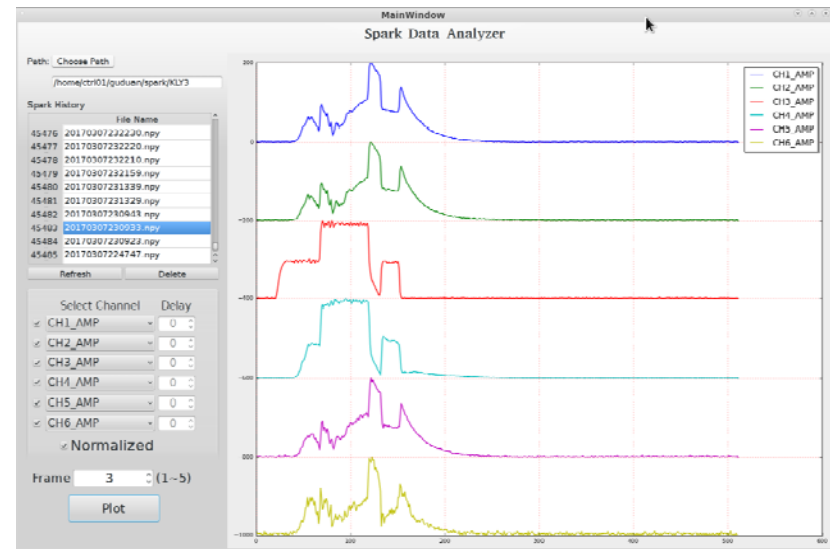 MainWindow
Spark Data Analyzer
Path: Choose Path
/home/ctrl01/guduan/spark/KLY3
Spark History
File Name
45476 20170307232230.npy
45477 20170307232220.npy
45478 20170307232210.npy
45479 20170307232159.npy
45480 20170307231339.npy
45481 20170307231329.npy
45482 20170307230943.npy
45483 20170307230933.npy
45484 20170307230923.npy
45485 20170307224747.npy
Refresh Delete
Select Channel Delay
CH1_AMP 0
CH2_AMP 0
CH3_AMP 0
CH4_AMP 0
CH5_AMP 0
CH6_AMP 0
Normalized
Frame 3 (1~5)
Plot
200
0
-200
-400
-600
-800
-1000
0 100 200 300 400 500 600
CH1_AMP
CH2_AMP
CH3_AMP
CH4_AMP
CH5_AMP
CH6_AMP